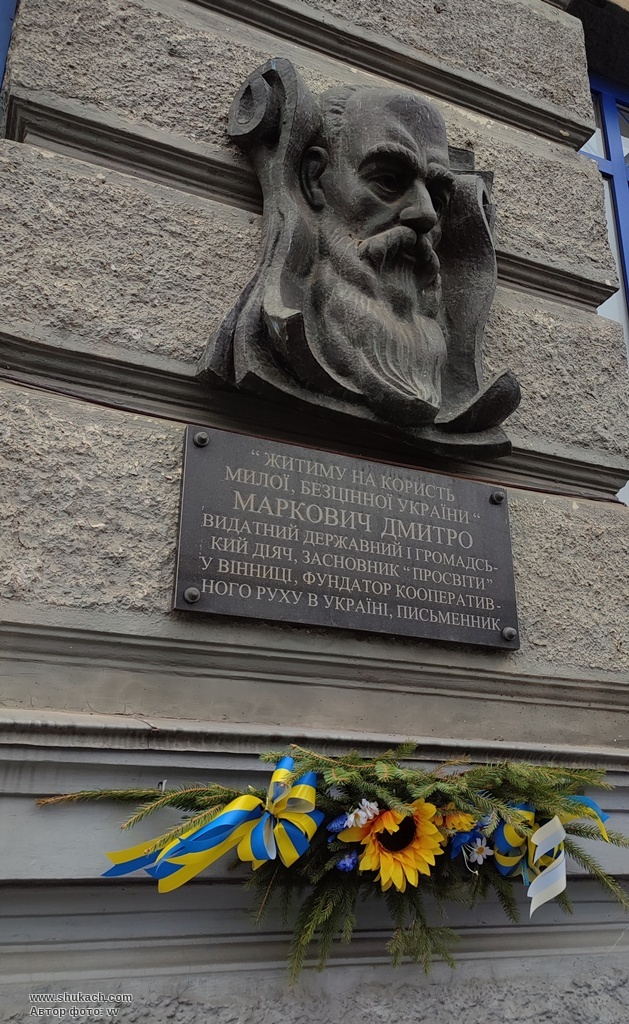 “ ЖИТИМУ НА КОРИСТЬ
МИЛОЇ, БЕЗЦІННОЇ УКРАЇНИ “
МАРКОВИЧ ДМИТРО
ВИДАТНИЙ ДЕРЖАВНИЙ І ГРОМАДСЬ-
КИЙ ДІЯЧ, ЗАСНОВНИК “ ПРОСВІТИ”
У ВІННИЦІ, ФУНДАТОР КООПЕРАТИВ-
НОГО РУХУ В УКРАЇНІ, ПИСЬМЕННИК
www.shukach.com
Автор фото: vv